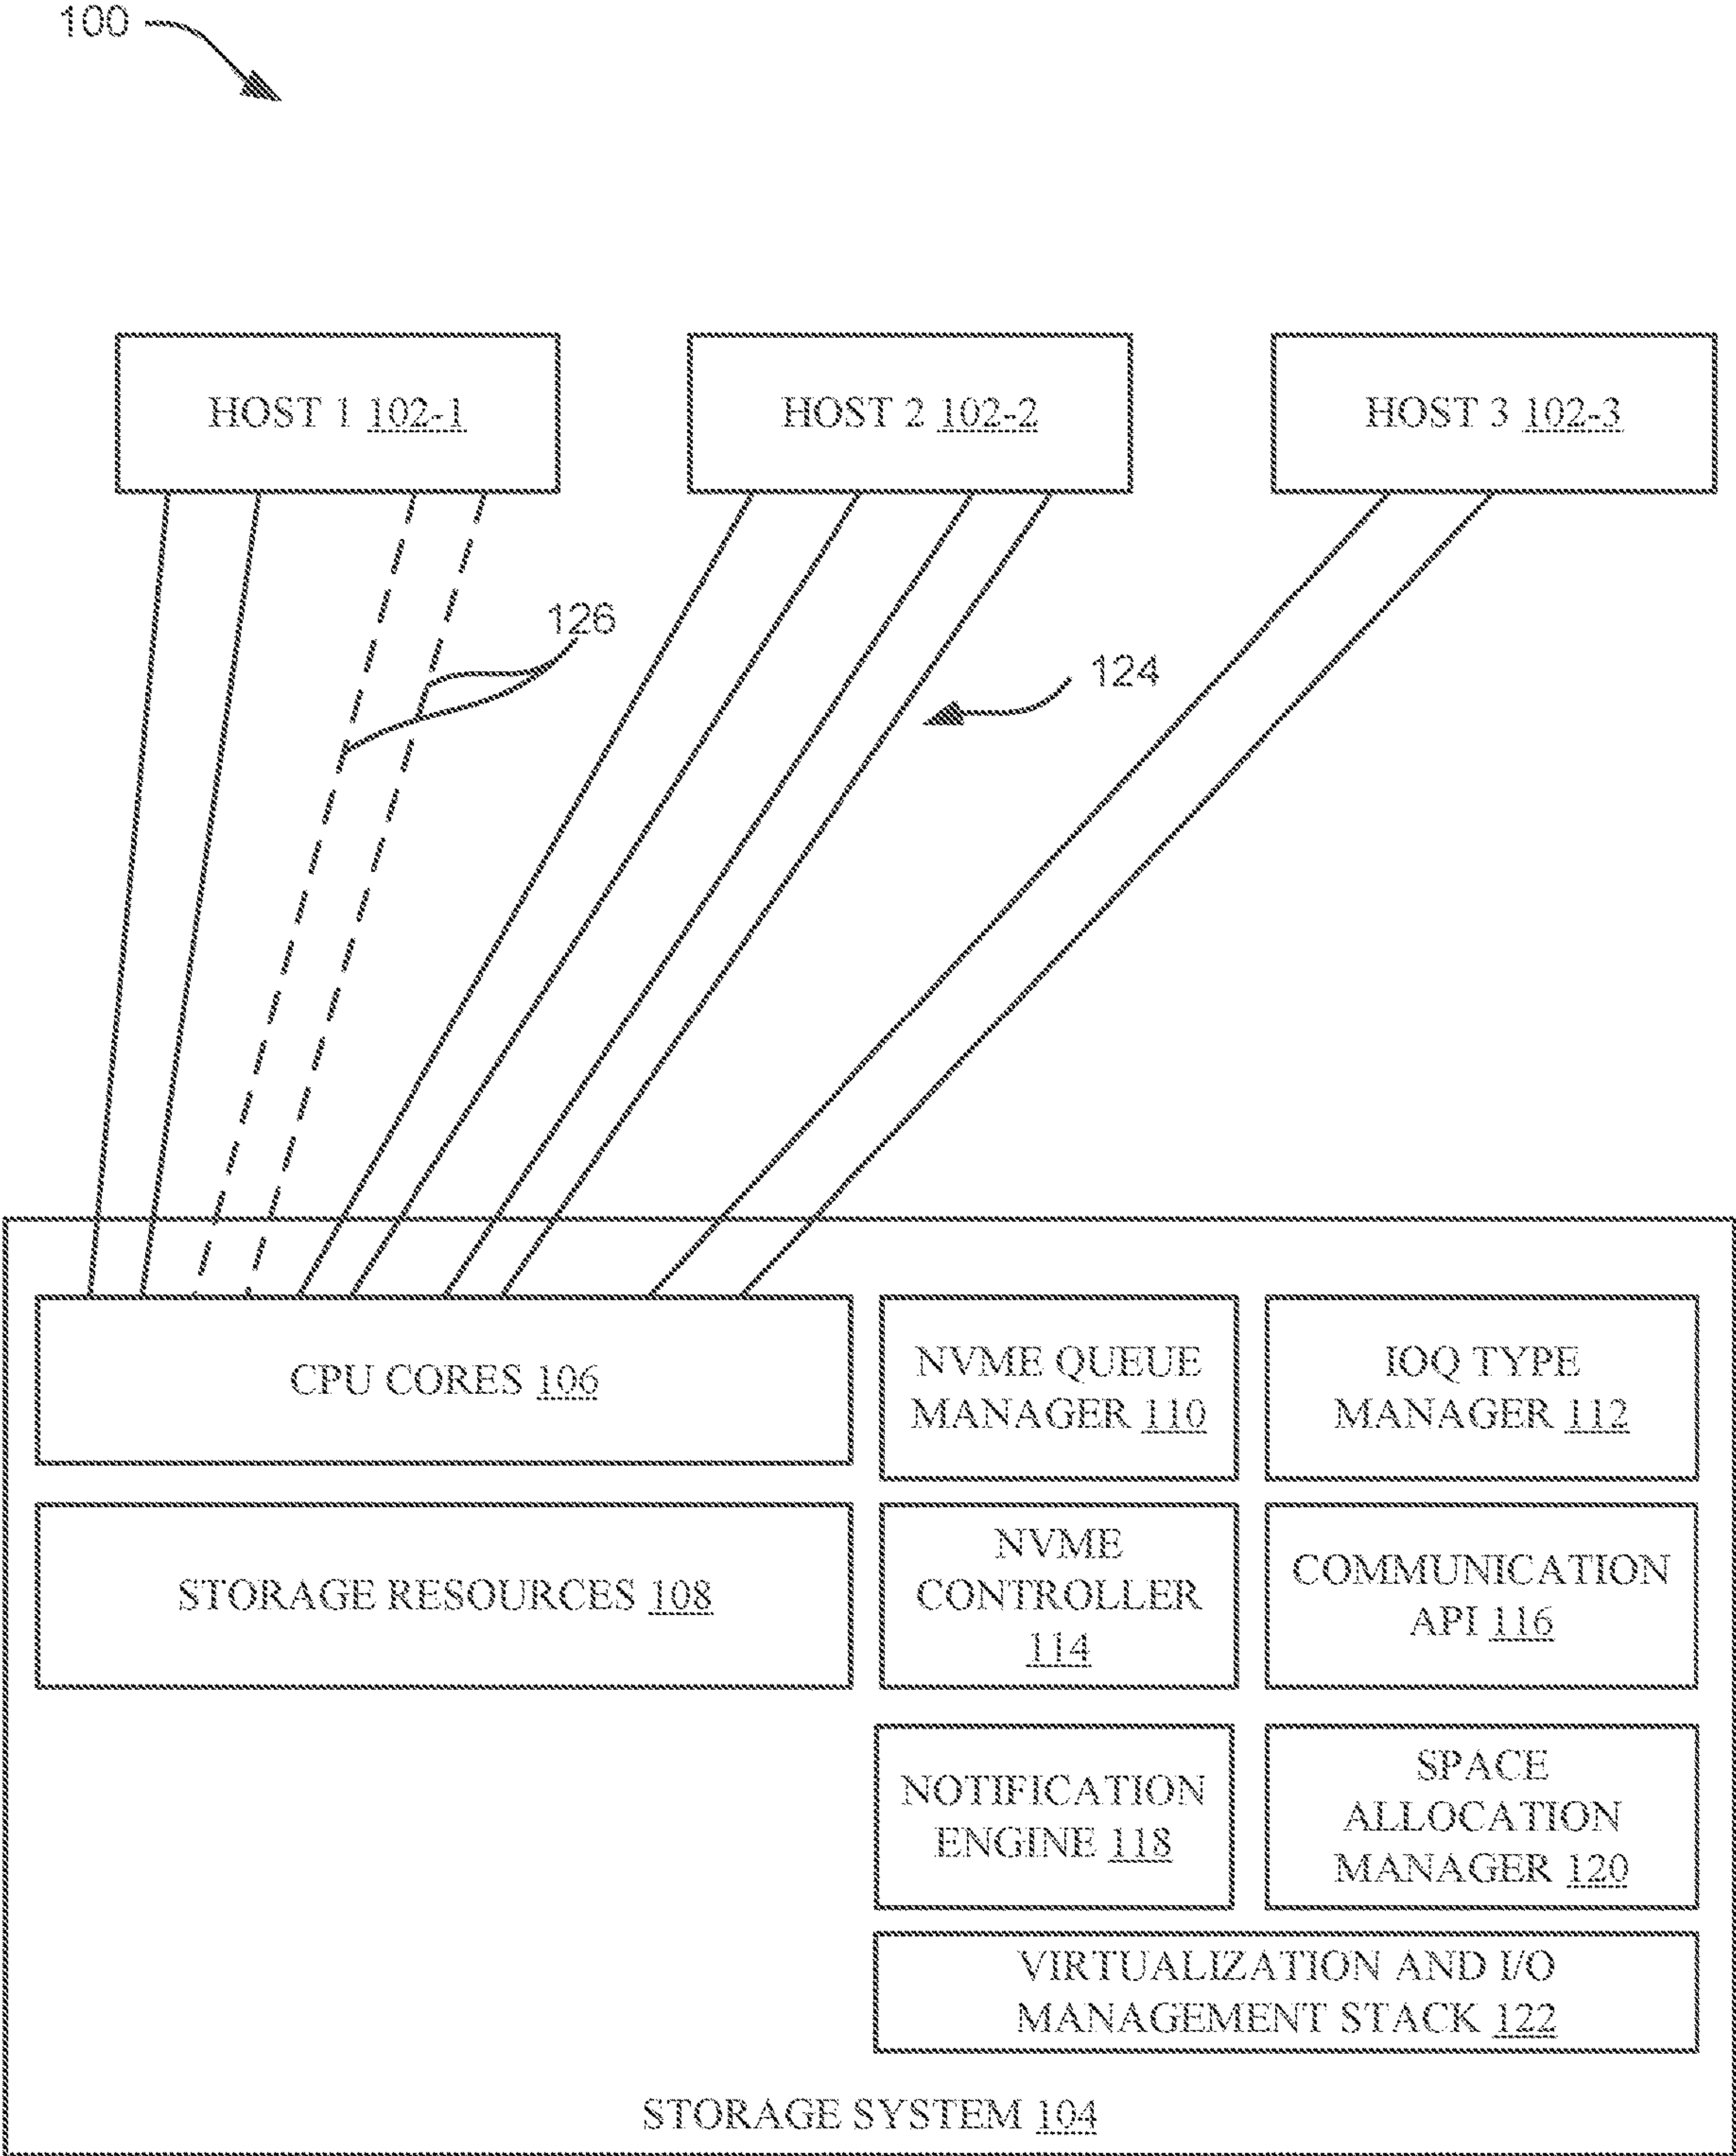 100
HOST 1 102-1
HOST 2 102-2
HOST 3 102-3
126
124
CPU CORES 106
NVME QUEUE
MANAGER 110
IOQ TYPE
MANAGER 112
STORAGE RESOURCES 108
NVME
CONTROLLER
114
COMMUNICATION
API 116
NOTIFICATION
ENGINE 118
SPACE
ALLOCATION
MANAGER 120
VIRTUALIZATION AND I/O
MANAGEMENT STACK 122
STORAGE SYSTEM 104